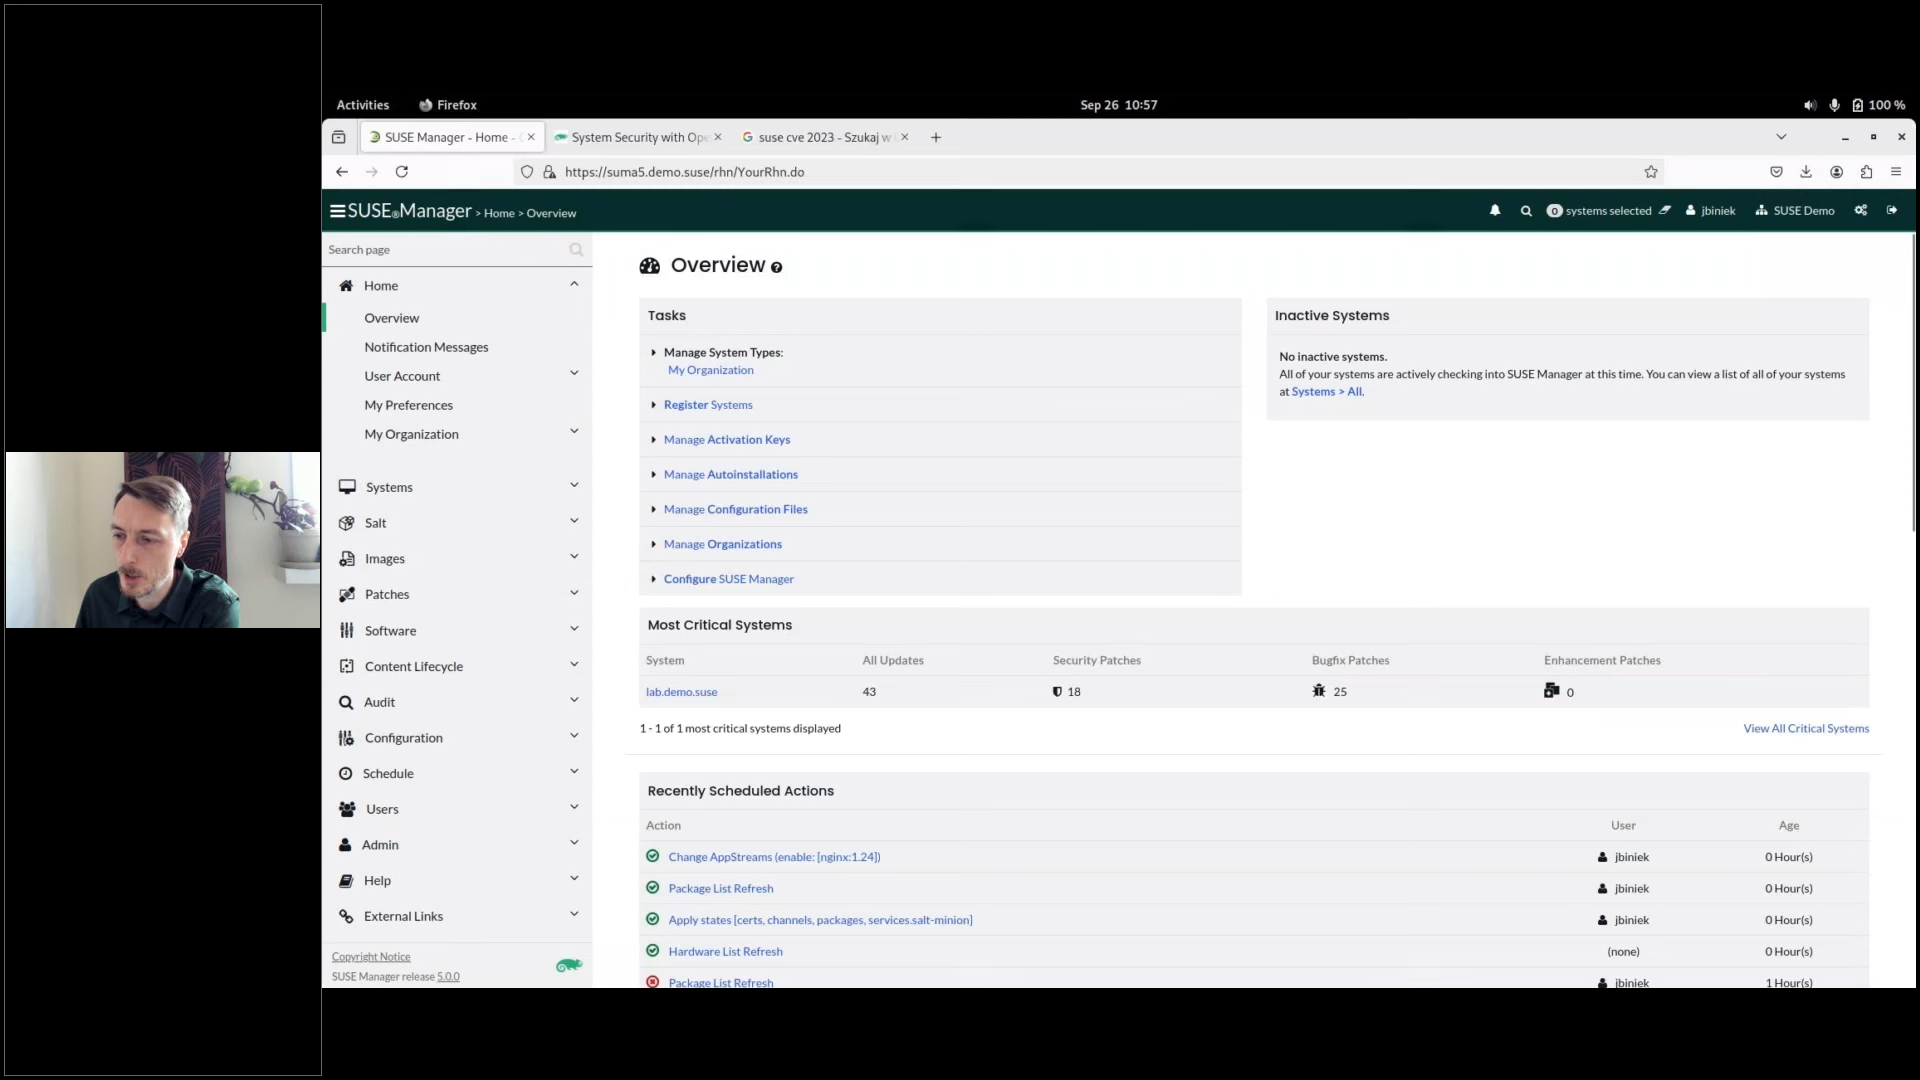 Activities Firefox Sep 26 10:57 100 %
SUSE Manager - Home - System Security with Ope suse cve 2023 - Szukaj w
https://suma5.demo.suse/rhn/YourRhn.do
SUSE®Manager > Home > Overview 0 systems selected jbiniek SUSE Demo
Search page
Home
Overview
Notification Messages
User Account
My Preferences
My Organization
Systems
Salt
Images
Patches
Software
Content Lifecycle
Audit
Configuration
Schedule
Users
Admin
Help
External Links
Copyright Notice
SUSE Manager release 5.0.0
Overview
Tasks
Manage System Types:
My Organization
Register Systems
Manage Activation Keys
Manage Autoinstallations
Manage Configuration Files
Manage Organizations
Configure SUSE Manager
Inactive Systems
No inactive systems.
All of your systems are actively checking into SUSE Manager at this time. You can view a list of all of your systems
at Systems > All.
Most Critical Systems
System All Updates Security Patches Bugfix Patches Enhancement Patches
lab.demo.suse 43 18 25 0
1 - 1 of 1 most critical systems displayed View All Critical Systems
Recently Scheduled Actions
Action User Age
Change AppStreams (enable: [nginx:1.24]) jbiniek 0 Hour(s)
Package List Refresh jbiniek 0 Hour(s)
Apply states [certs, channels, packages, services.salt-minion] jbiniek 0 Hour(s)
Hardware List Refresh (none) 0 Hour(s)
Package List Refresh jbiniek 1 Hour(s)